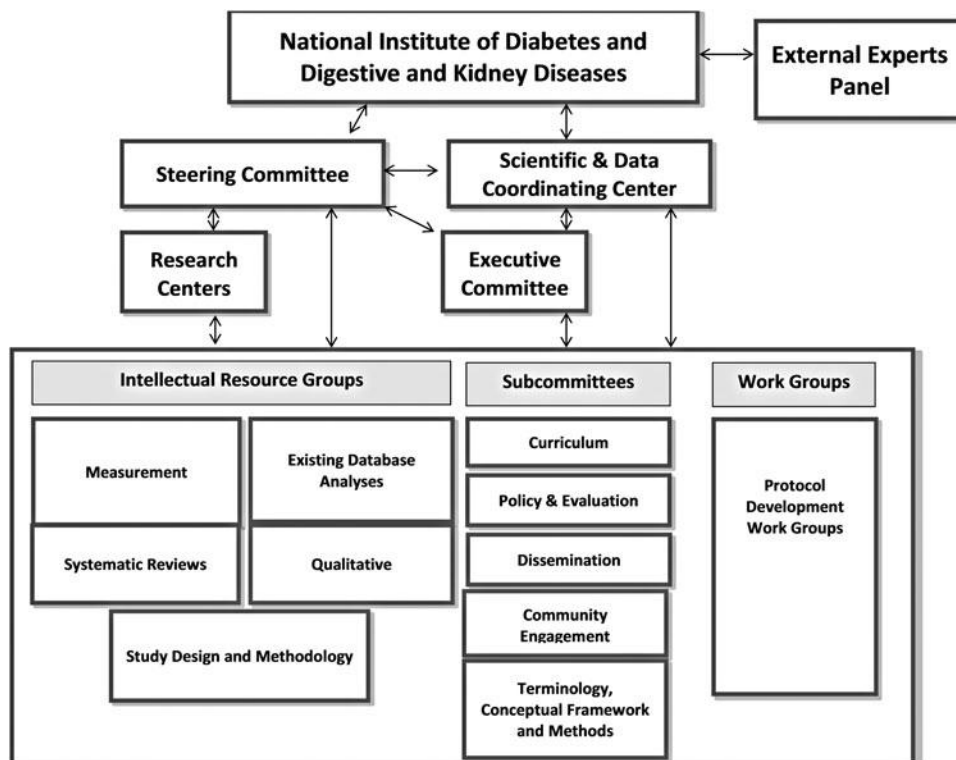 National Institute of Diabetes and
Digestive and Kidney Diseases
External Experts
Panel
Steering Committee
Scientific & Data
Coordinating Center
Research
Centers
Executive
Committee
Intellectual Resource Groups
Subcommittees
Work Groups
Measurement
Existing Database
Analyses
Systematic Reviews
Qualitative
Study Design and Methodology
Curriculum
Policy & Evaluation
Dissemination
Community
Engagement
Terminology,
Conceptual Framework
and Methods
Protocol
Development
Work Groups